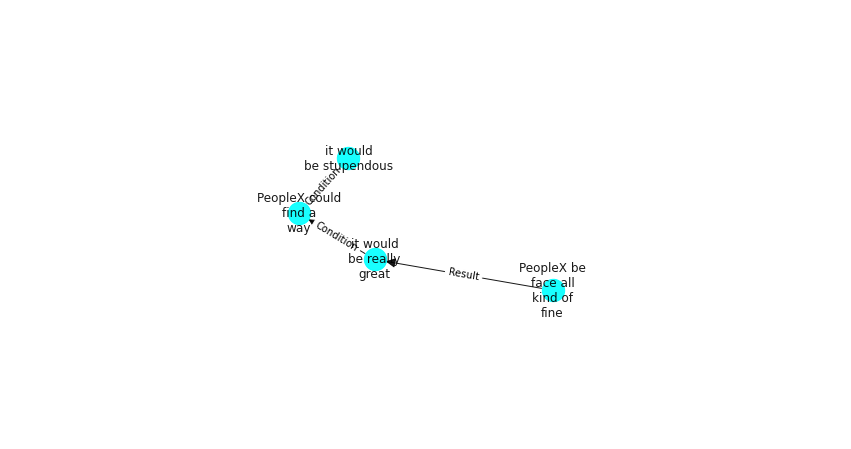 it would
be stupendous
Condition
PeopleX could
find a
way
Condition
it would
be really
great
Result
PeopleX be
face all
kind of
fine